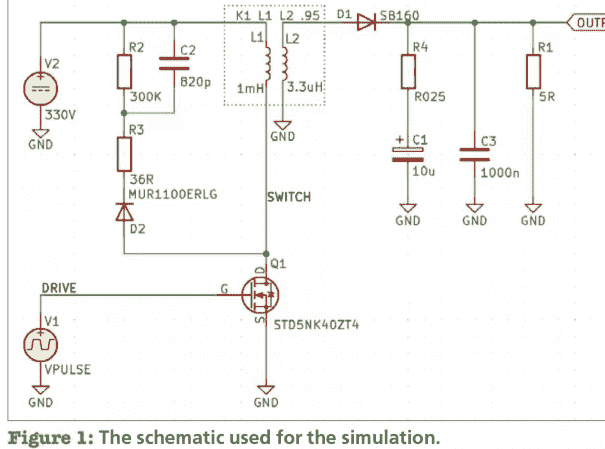 K1 L1 L2 .95
D1
SB160
OUTP
R2
C2
L1
L2
R4
R1
V2
300K
820p
1mH
3.3uH
R025
5R
330V
GND
GND
R3
C1
C3
36R
10u
1000n
MUR1100ERLG
SWITCH
D2
GND
GND
GND
Q1
D
DRIVE
G
S
V1
STD5NK40ZT4
VPULSE
GND
GND
Figure 1: The schematic used for the simulation.